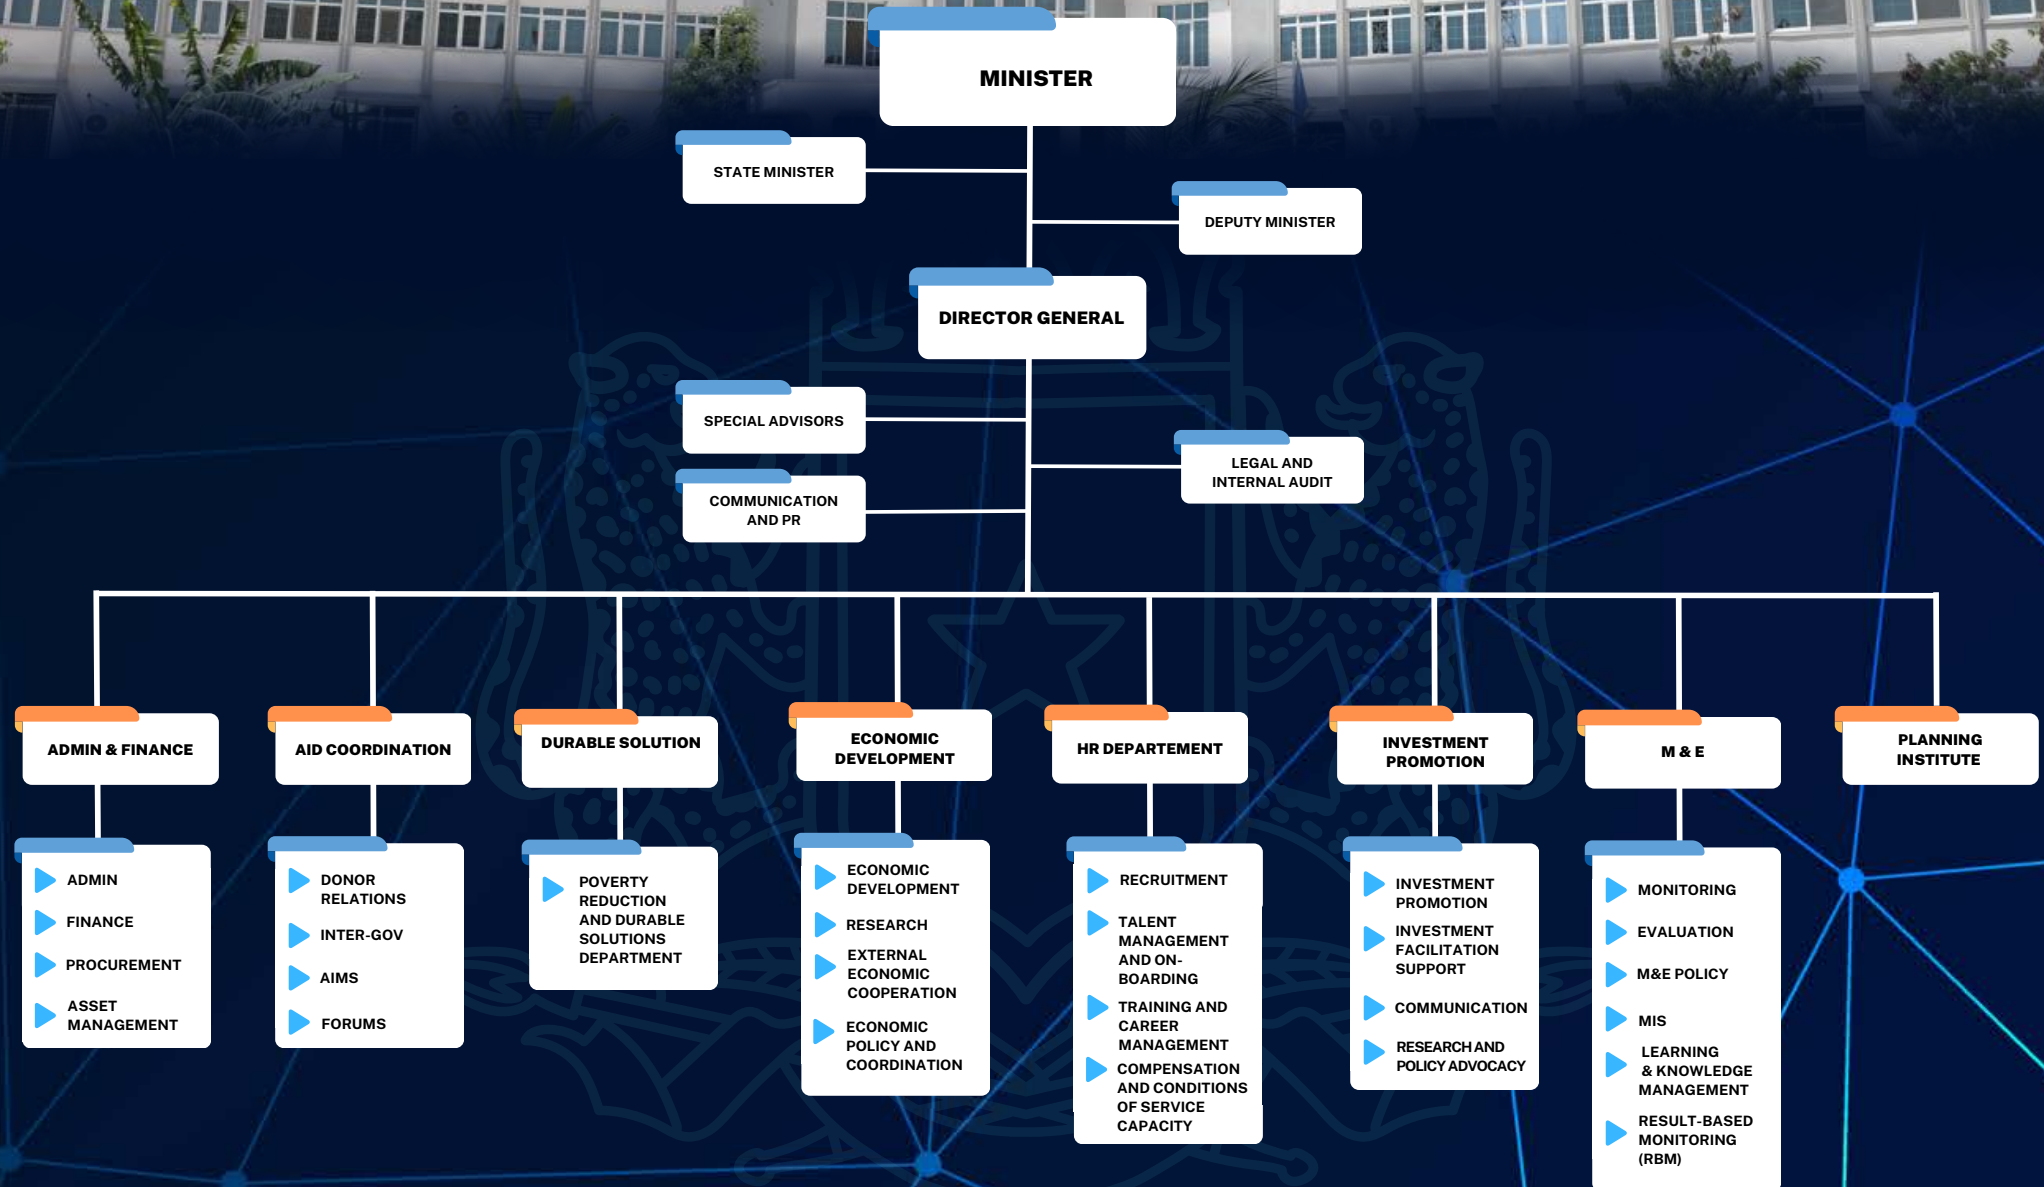 MINISTER
STATE MINISTER
DEPUTY MINISTER
DIRECTOR GENERAL
SPECIAL ADVISORS
LEGAL AND
INTERNAL AUDIT
COMMUNICATION
AND PR
ADMIN & FINANCE
ADMIN
FINANCE
PROCUREMENT
ASSET
MANAGEMENT
AID COORDINATION
DONOR
RELATIONS
INTER-GOV
AIMS
FORUMS
DURABLE SOLUTION
POVERTY
REDUCTION
AND DURABLE
SOLUTIONS
DEPARTMENT
ECONOMIC
DEVELOPMENT
ECONOMIC
DEVELOPMENT
RESEARCH
EXTERNAL
ECONOMIC
COOPERATION
ECONOMIC
POLICY AND
COORDINATION
HR DEPARTEMENT
RECRUITMENT
TALENT
MANAGEMENT
AND ON-
BOARDING
TRAINING AND
CAREER
MANAGEMENT
COMPENSATION
AND CONDITIONS
OF SERVICE
CAPACITY
INVESTMENT
PROMOTION
INVESTMENT
PROMOTION
INVESTMENT
FACILITATION
SUPPORT
COMMUNICATION
RESEARCH AND
POLICY ADVOCACY
M & E
MONITORING
EVALUATION
M&E POLICY
MIS
LEARNING
& KNOWLEDGE
MANAGEMENT
RESULT-BASED
MONITORING
(RBM)
PLANNING
INSTITUTE